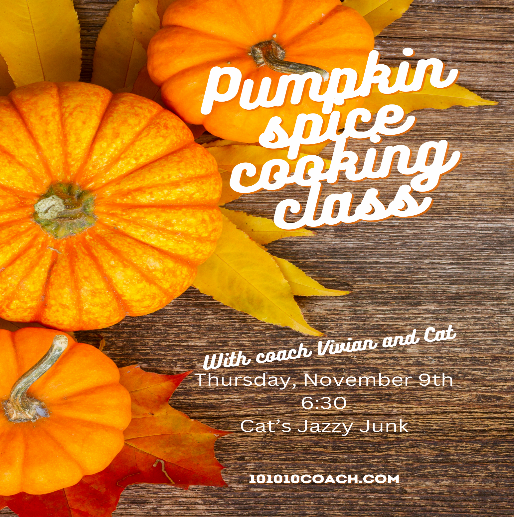 Pumpkin
spice
cooking
class
With coach Vivian and Cat
Thursday, November 9th
6:30
Cat's Jazzy Junk
101010COACH.COM